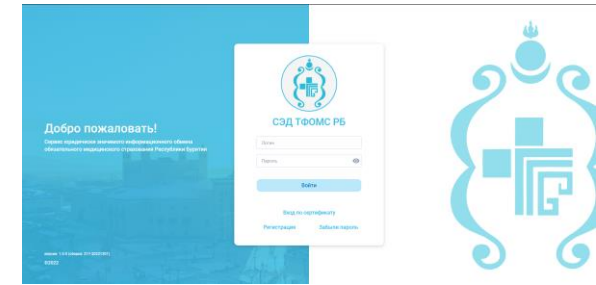 Добро пожаловать!
Сервис юридически значимого информационного обмена
обязательного медицинского страхования Республики Бурятия
СЭД ТФОМС РБ
Логин
Пароль
Войти
Вход по сертификату
Регистрация Забыли пароль
©2022